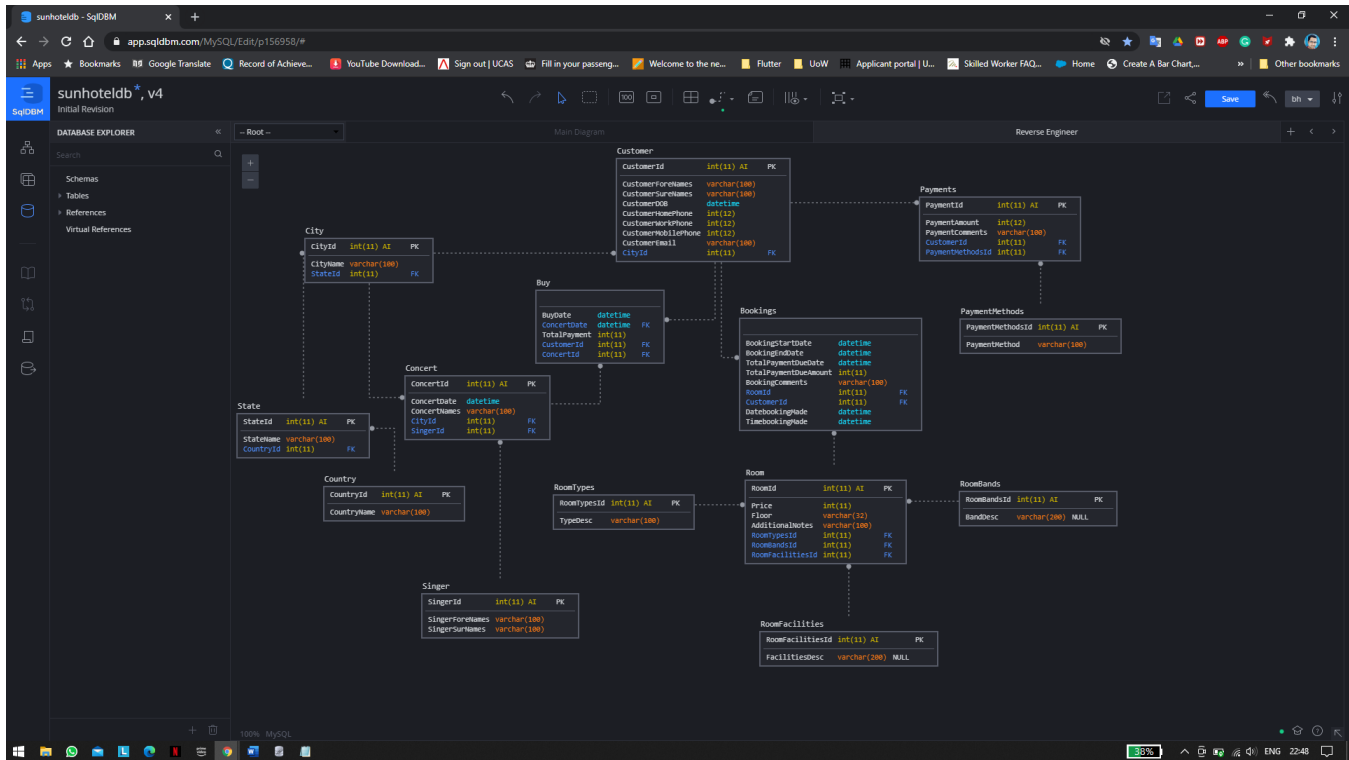 sunhoteldb - SqlDBM
app.sqldbm.com/MySQL/Edit/p156958/#
Apps Bookmarks Google Translate Record of Achieve... YouTube Download... Sign out | UCAS Fill in your passeng... Welcome to the ne... Flutter UoW Applicant portal | U... Skilled Worker FAQ... Home Create A Bar Chart,... » Other bookmarks
SqlDBM
sunhoteldb*, v4
Initial Revision
Save
bh
DATABASE EXPLORER
-- Root --
Main Diagram
Reverse Engineer
Search
Schemas
Tables
References
Virtual References
Customer
CustomerId int(11) AI PK
CustomerForeNames varchar(100)
CustomerSureNames varchar(100)
CustomerDOB datetime
CustomerHomePhone int(12)
CustomerWorkPhone int(12)
CustomerMobilePhone int(12)
CustomerEmail varchar(100)
CityId int(11) FK
Payments
PaymentId int(11) AI PK
PaymentAmount int(12)
PaymentComments varchar(100)
CustomerId int(11) FK
PaymentMethodsId int(11) FK
City
CityId int(11) AI PK
CityName varchar(100)
StateId int(11) FK
Buy
BuyDate datetime
ConcertDate datetime FK
TotalPayment int(11)
CustomerId int(11) FK
ConcertId int(11) FK
Bookings
BookingStartDate datetime
BookingEndDate datetime
TotalPaymentDueDate datetime
TotalPaymentDueAmount int(11)
BookingComments varchar(100)
RoomId int(11) FK
CustomerId int(11) FK
DatebookingMade datetime
TimebookingMade datetime
PaymentMethods
PaymentMethodsId int(11) AI PK
PaymentMethod varchar(100)
Concert
ConcertId int(11) AI PK
ConcertDate datetime
ConcertNames varchar(100)
CityId int(11) FK
SingerId int(11) FK
State
StateId int(11) AI PK
StateName varchar(100)
CountryId int(11) FK
Country
CountryId int(11) AI PK
CountryName varchar(100)
RoomTypes
RoomTypesId int(11) AI PK
TypeDesc varchar(100)
Room
RoomId int(11) AI PK
Price int(11)
Floor varchar(32)
AdditionalNotes varchar(100)
RoomTypesId int(11) FK
RoomBandsId int(11) FK
RoomFacilitiesId int(11) FK
RoomBands
RoomBandsId int(11) AI PK
BandDesc varchar(200) NULL
Singer
SingerId int(11) AI PK
SingerForeNames varchar(100)
SingerSurNames varchar(100)
RoomFacilities
RoomFacilitiesId int(11) AI PK
FacilitiesDesc varchar(200) NULL
100% MySQL
38%
ENG 22:48